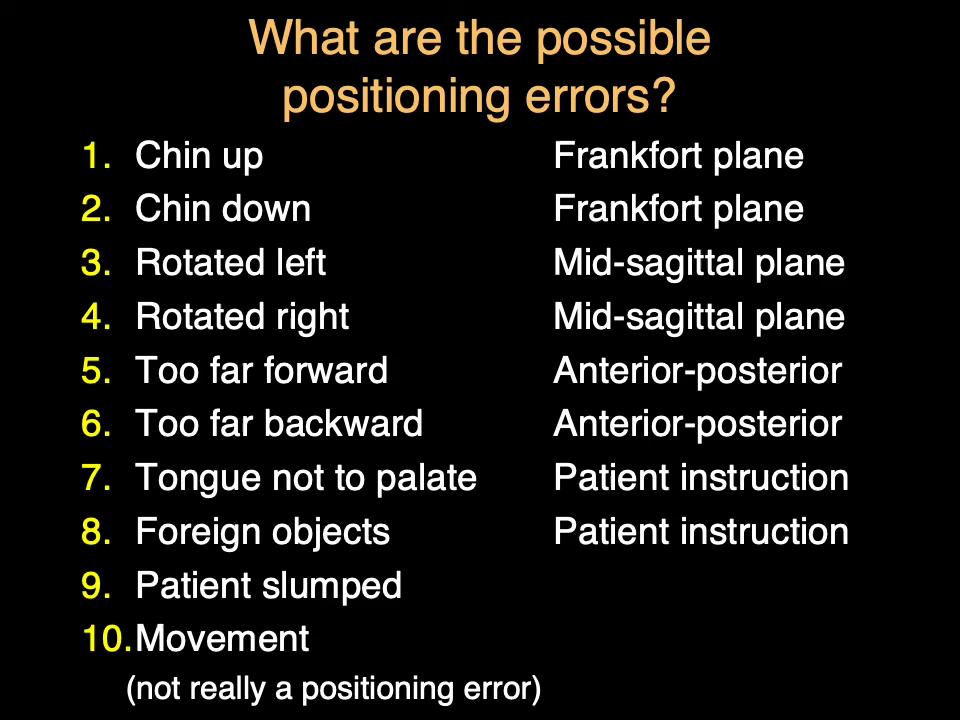 What are the possible
positioning errors?
1. Chin up Frankfort plane
2. Chin down Frankfort plane
3. Rotated left Mid-sagittal plane
4. Rotated right Mid-sagittal plane
5. Too far forward Anterior-posterior
6. Too far backward Anterior-posterior
7. Tongue not to palate Patient instruction
8. Foreign objects Patient instruction
9. Patient slumped
10. Movement
(not really a positioning error)